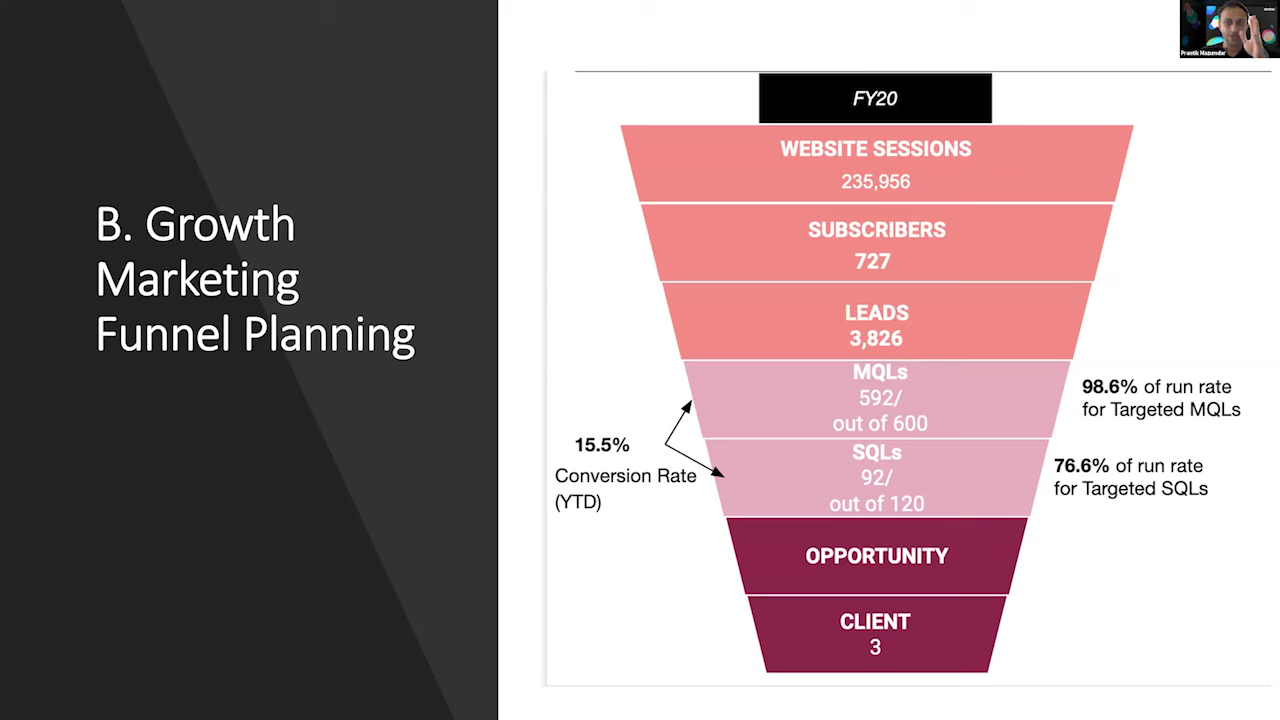 B. Growth
Marketing
Funnel Planning
FY20
WEBSITE SESSIONS
235,956
SUBSCRIBERS
727
LEADS
3,826
MQLs
592/
out of 600
98.6% of run rate
for Targeted MQLs
15.5%
Conversion Rate
(YTD)
SQLs
92/
out of 120
76.6% of run rate
for Targeted SQLs
OPPORTUNITY
CLIENT
3
Prantik Mazumdar